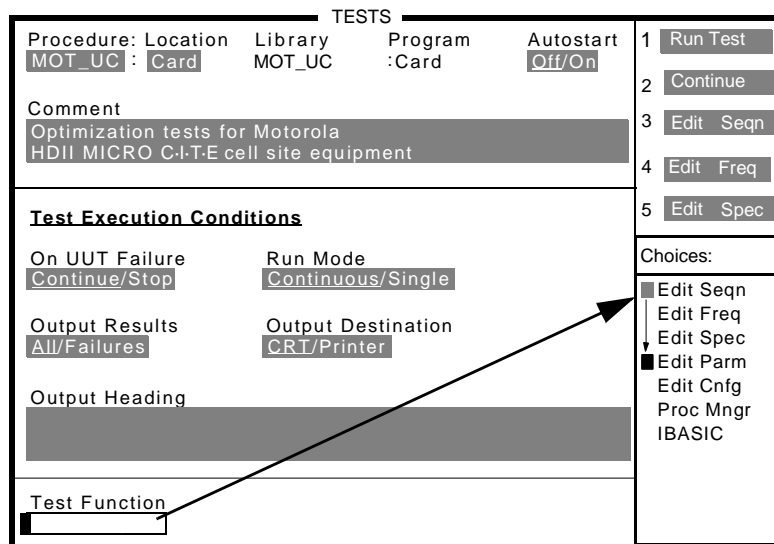 TESTS
Procedure: Location Library Program Autostart
MOT_UC : Card MOT_UC :Card Off/On
Comment
Optimization tests for Motorola
HDII MICRO C·I·T·E cell site equipment
Test Execution Conditions
On UUT Failure Run Mode
Continue/Stop Continuous/Single
Output Results Output Destination
All/Failures CRT/Printer
Output Heading
Test Function
1 Run Test
2 Continue
3 Edit Seqn
4 Edit Freq
5 Edit Spec
Choices:
Edit Seqn
Edit Freq
Edit Spec
Edit Parm
Edit Cnfg
Proc Mngr
IBASIC